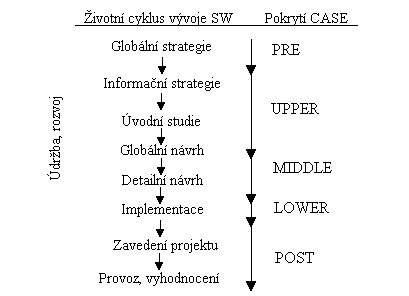 Životní cyklus vývoje SW Pokrytí CASE
Globální strategie
PRE
Informační strategie
UPPER
Úvodní studie
Globální návrh
MIDDLE
Detailní návrh
Implementace
LOWER
Zavedení projektu
POST
Provoz, vyhodnocení
Údržba, rozvoj